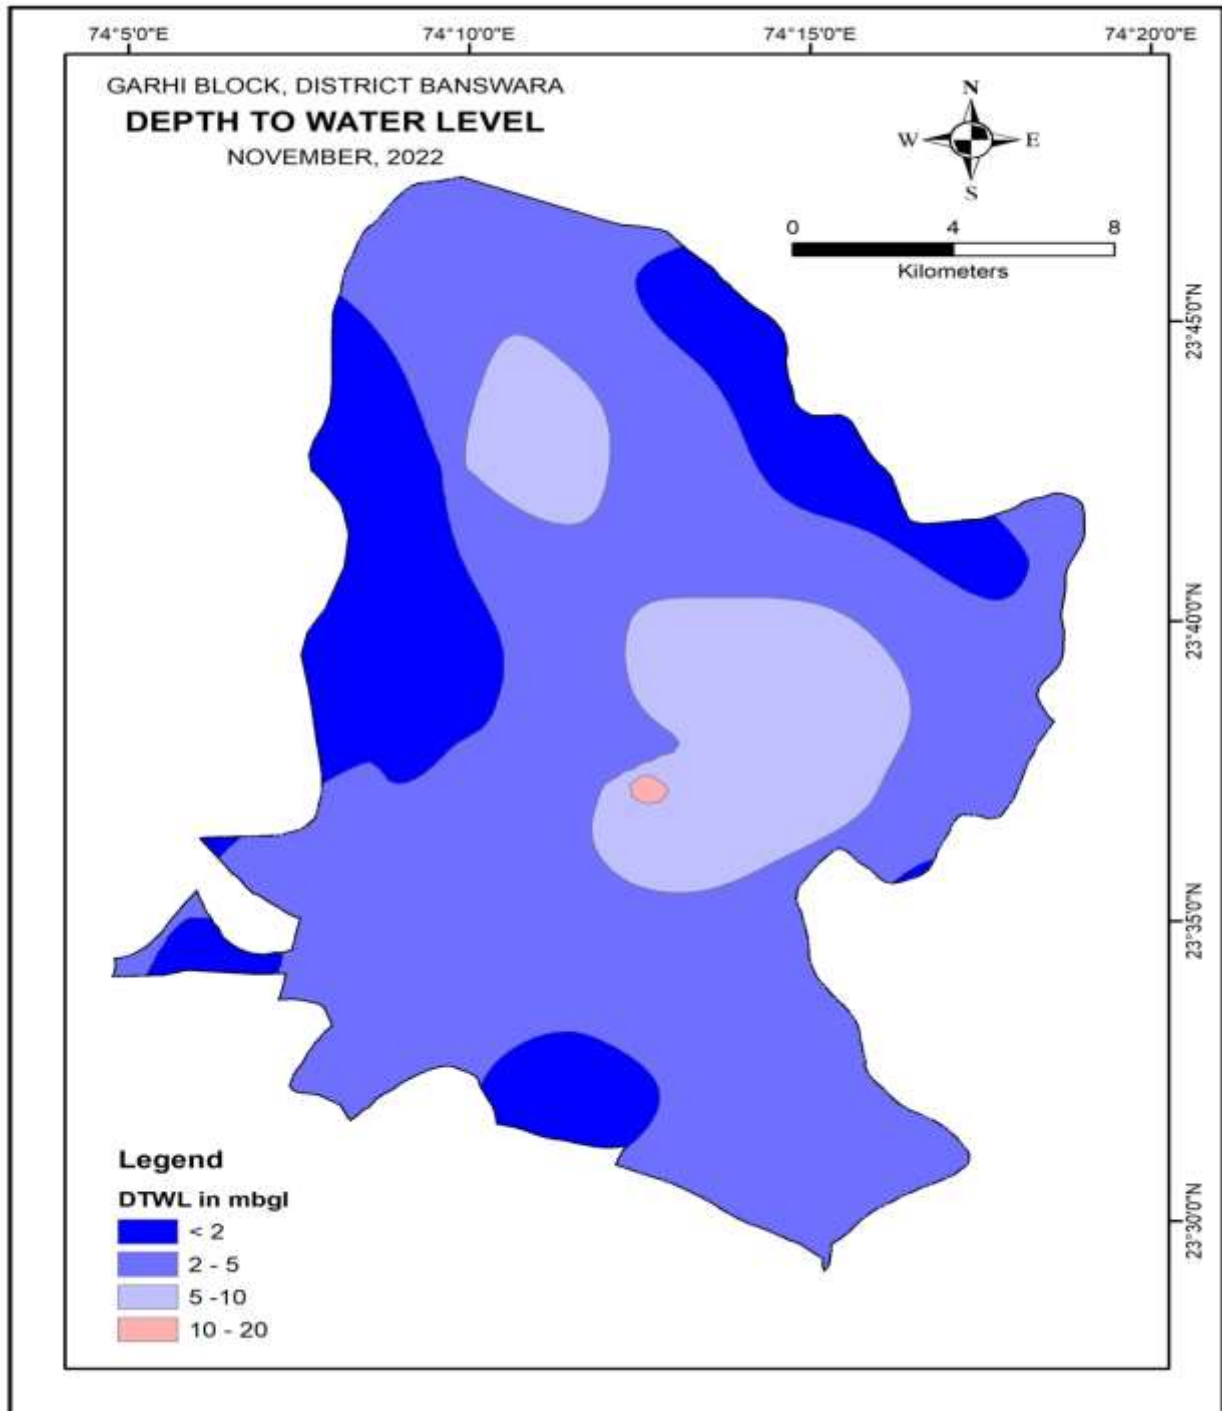 74°5'0"E 74°10'0"E 74°15'0"E 74°20'0"E
GARHI BLOCK, DISTRICT BANSWARA
DEPTH TO WATER LEVEL
NOVEMBER, 2022
N
W E
S
0 4 8
Kilometers
23°45'0"N
23°40'0"N
23°35'0"N
23°30'0"N
Legend
DTWL in mbgl
< 2
2 - 5
5 -10
10 - 20